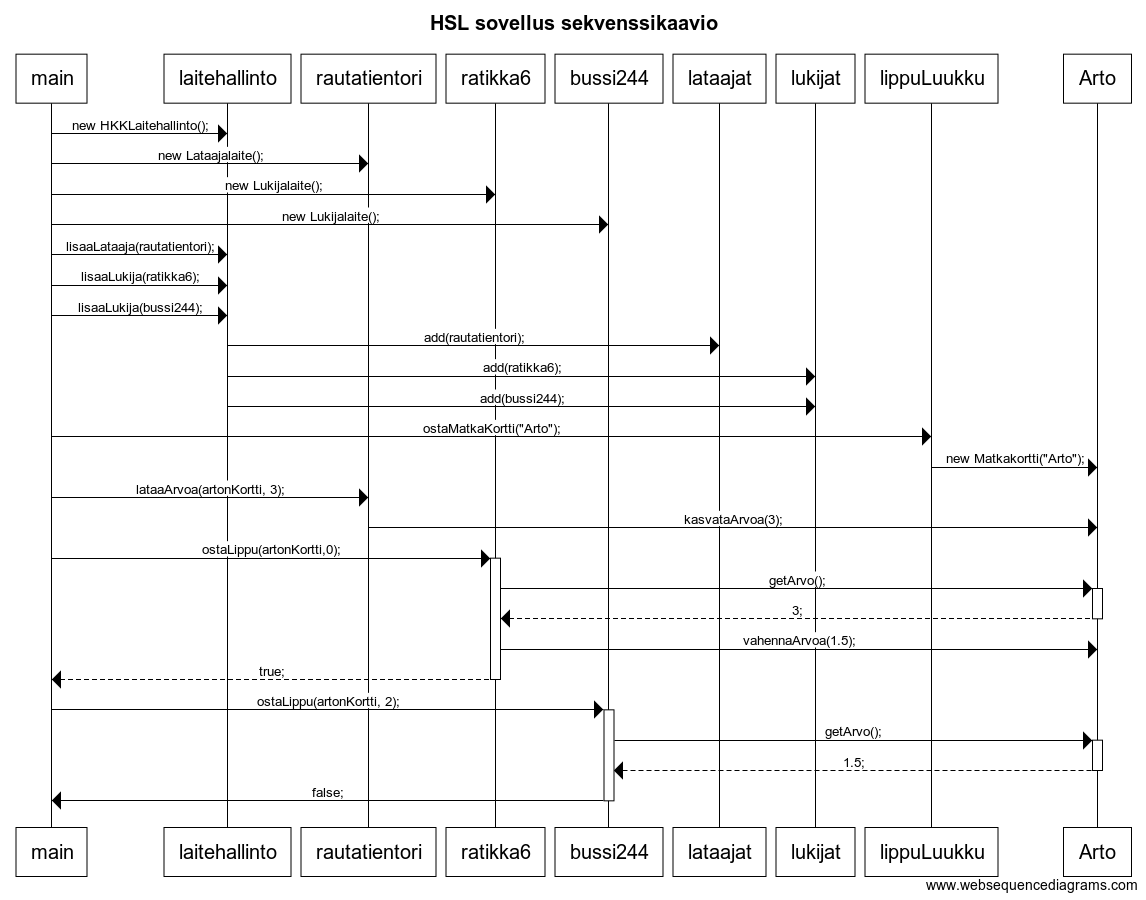 HSL sovellus sekvenssikaavio
main laitehallinto rautatientori ratikka6 bussi244 lataajat lukijat lippuLuukku Arto
new HKKLaitehallinto();
new Lataajalaite();
new Lukijalaite();
new Lukijalaite();
lisaaLataaja(rautatientori);
lisaaLukija(ratikka6);
lisaaLukija(bussi244);
add(rautatientori);
add(ratikka6);
add(bussi244);
ostaMatkaKortti("Arto");
new Matkakortti("Arto");
lataaArvoa(artonKortti, 3);
kasvataArvoa(3);
ostaLippu(artonKortti,0);
getArvo();
3;
vahennaArvoa(1.5);
true;
ostaLippu(artonKortti, 2);
getArvo();
1.5;
false;
main laitehallinto rautatientori ratikka6 bussi244 lataajat lukijat lippuLuukku Arto
www.websequencediagrams.com